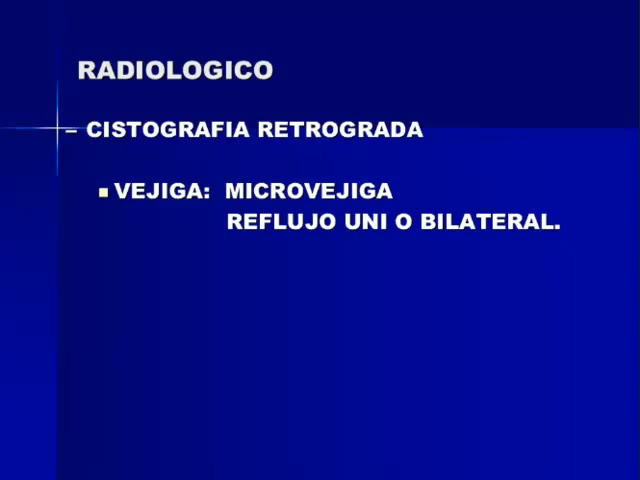 RADIOLOGICO
– CISTOGRAFIA RETROGRADA
▪ VEJIGA: MICROVEJIGA
REFLUJO UNI O BILATERAL.